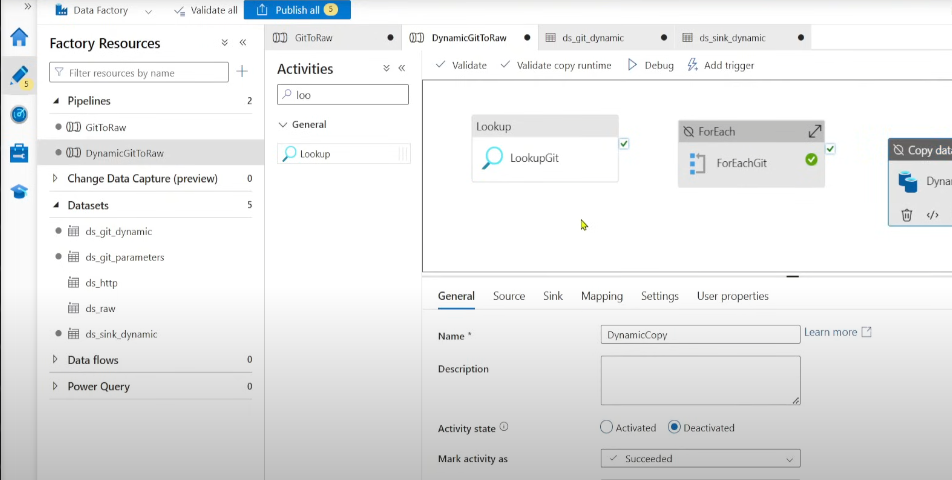 Data Factory
Validate all
Publish all 5
Factory Resources
Filter resources by name
Pipelines 2
GitToRaw
DynamicGitToRaw
Change Data Capture (preview) 0
Datasets 5
ds_git_dynamic
ds_git_parameters
ds_http
ds_raw
ds_sink_dynamic
Data flows 0
Power Query 0
5
GitToRaw
DynamicGitToRaw
ds_git_dynamic
ds_sink_dynamic
Activities
loo
General
Lookup
Validate
Validate copy runtime
Debug
Add trigger
Lookup
LookupGit
ForEach
ForEachGit
Copy data
Dyna
</>
General Source Sink Mapping Settings User properties
Name *
DynamicCopy
Learn more
Description
Activity state
Activated
Deactivated
Mark activity as
Succeeded